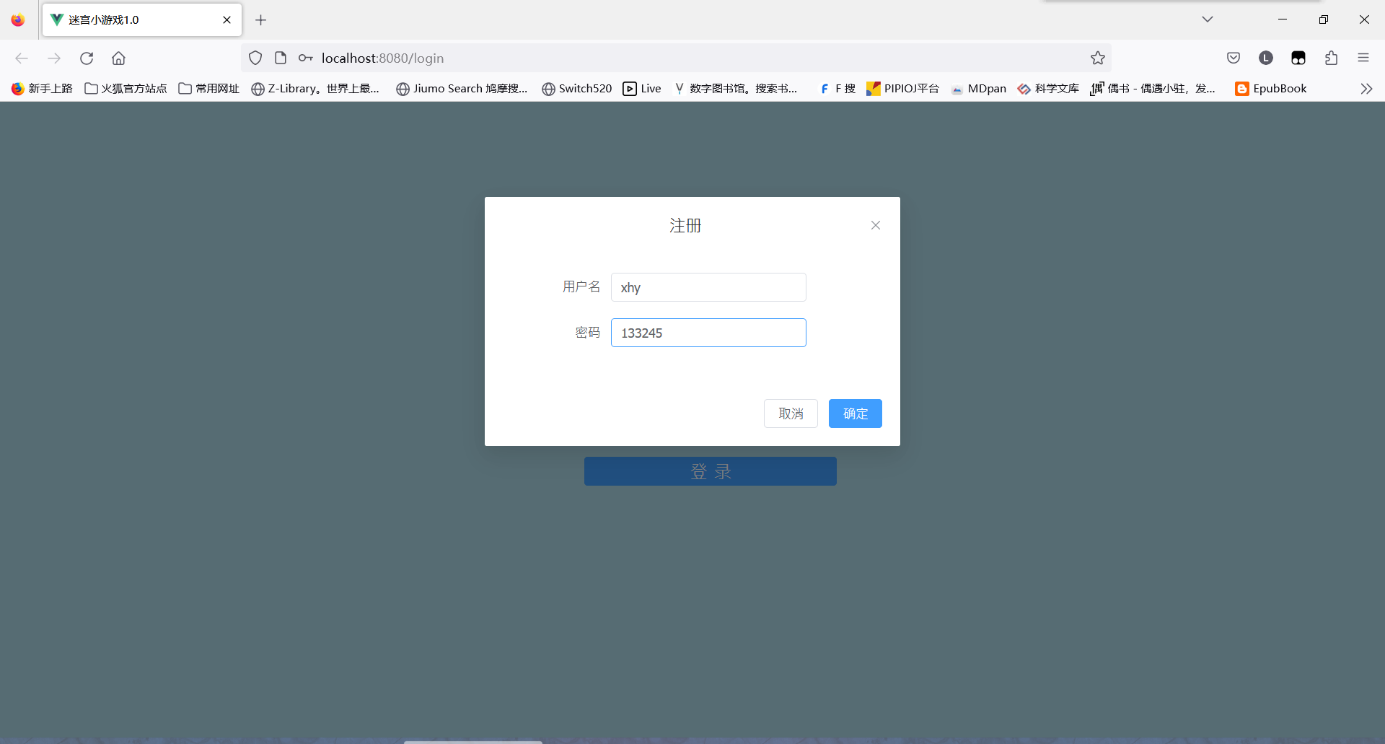 迷宫小游戏1.0
localhost:8080/login
L
新手上路 火狐官方站点 常用网址 Z-Library。世界上最... Jiumo Search 鸠摩搜... Switch520 Live 数字图书馆。搜索书... F 搜 PIPIOJ平台 MDpan 科学文库 偶书 - 偶遇小驻，发... EpubBook
注册
用户名 xhy
密码 133245
取消 确定
登 录